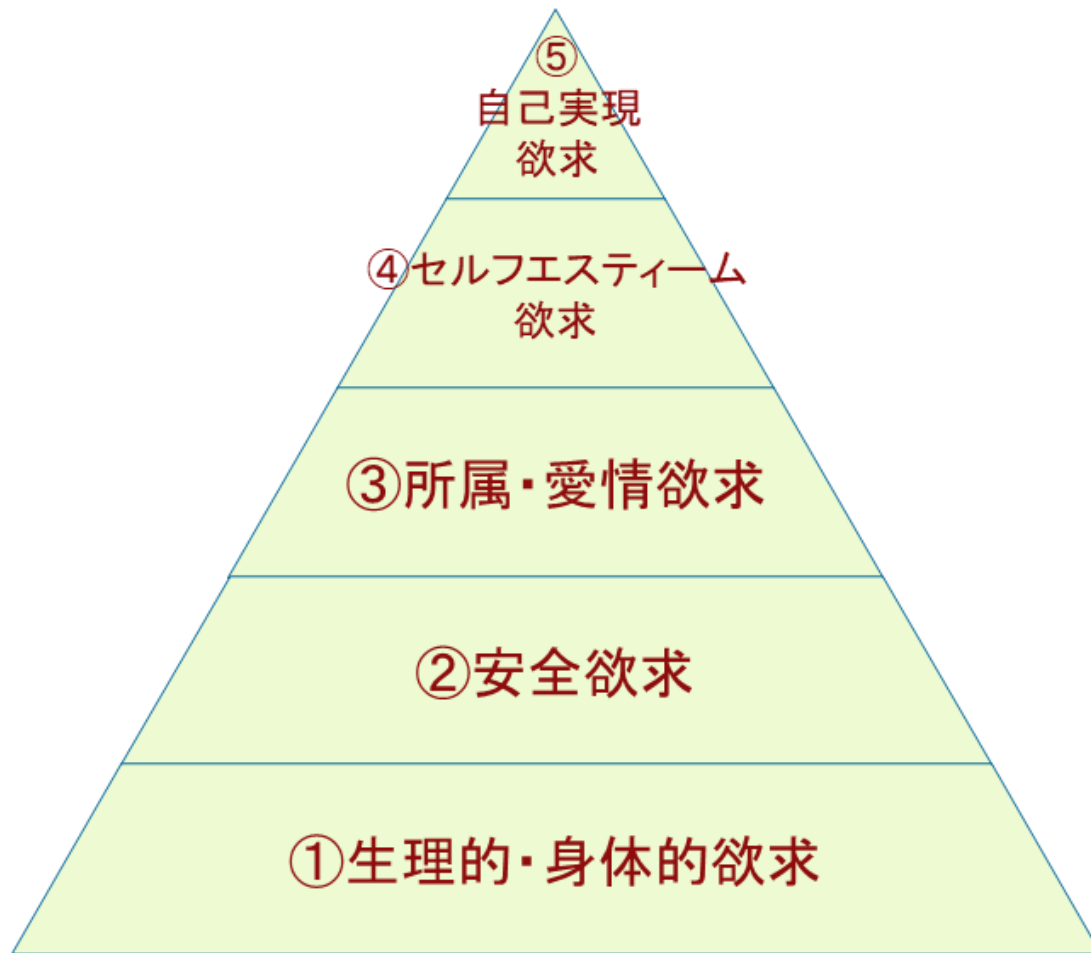 ⑤
自己実現
欲求
④セルフエスティーム
欲求
③所属・愛情欲求
②安全欲求
①生理的・身体的欲求